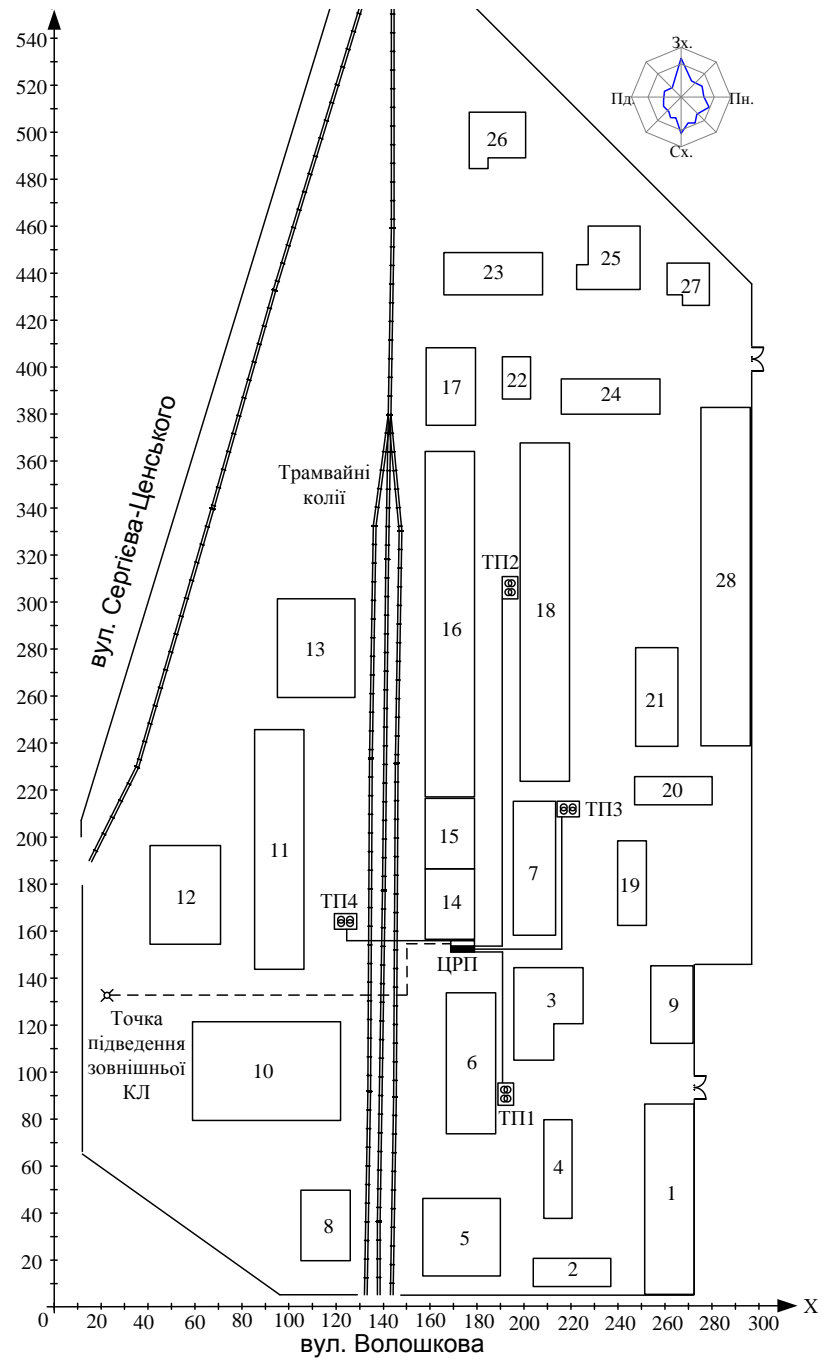 540
520
500
480
460
440
420
400
380
360
340
320
300
280
260
240
220
200
180
160
140
120
100
80
60
40
20
0
20 40 60 80 100 120 140 160 180 200 220 240 260 280 300
X
Зх.
Пд.
Пн.
Сх.
26
25
23
27
17
22
24
вул. Сергієва-Ценського
Трамвайні
колії
ТП2
28
16
18
13
21
20
ТП3
15
11
12
7
19
14
ТП4
ЦРП
3
9
Точка
підведення
зовнішньої
КЛ
10
6
ТП1
4
1
8
5
2
вул. Волошкова